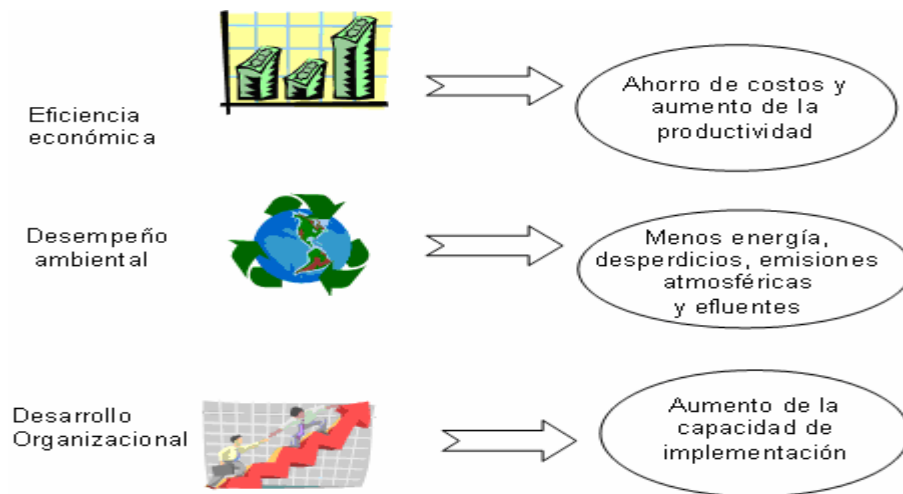 Eficiencia
económica
Ahorro de costos y
aumento de la
productividad
Desempeño
ambiental
Menos energía,
desperdicios, emisiones
atmosféricas
y efluentes
Desarrollo
Organizacional
Aumento de la
capacidad de
implementación